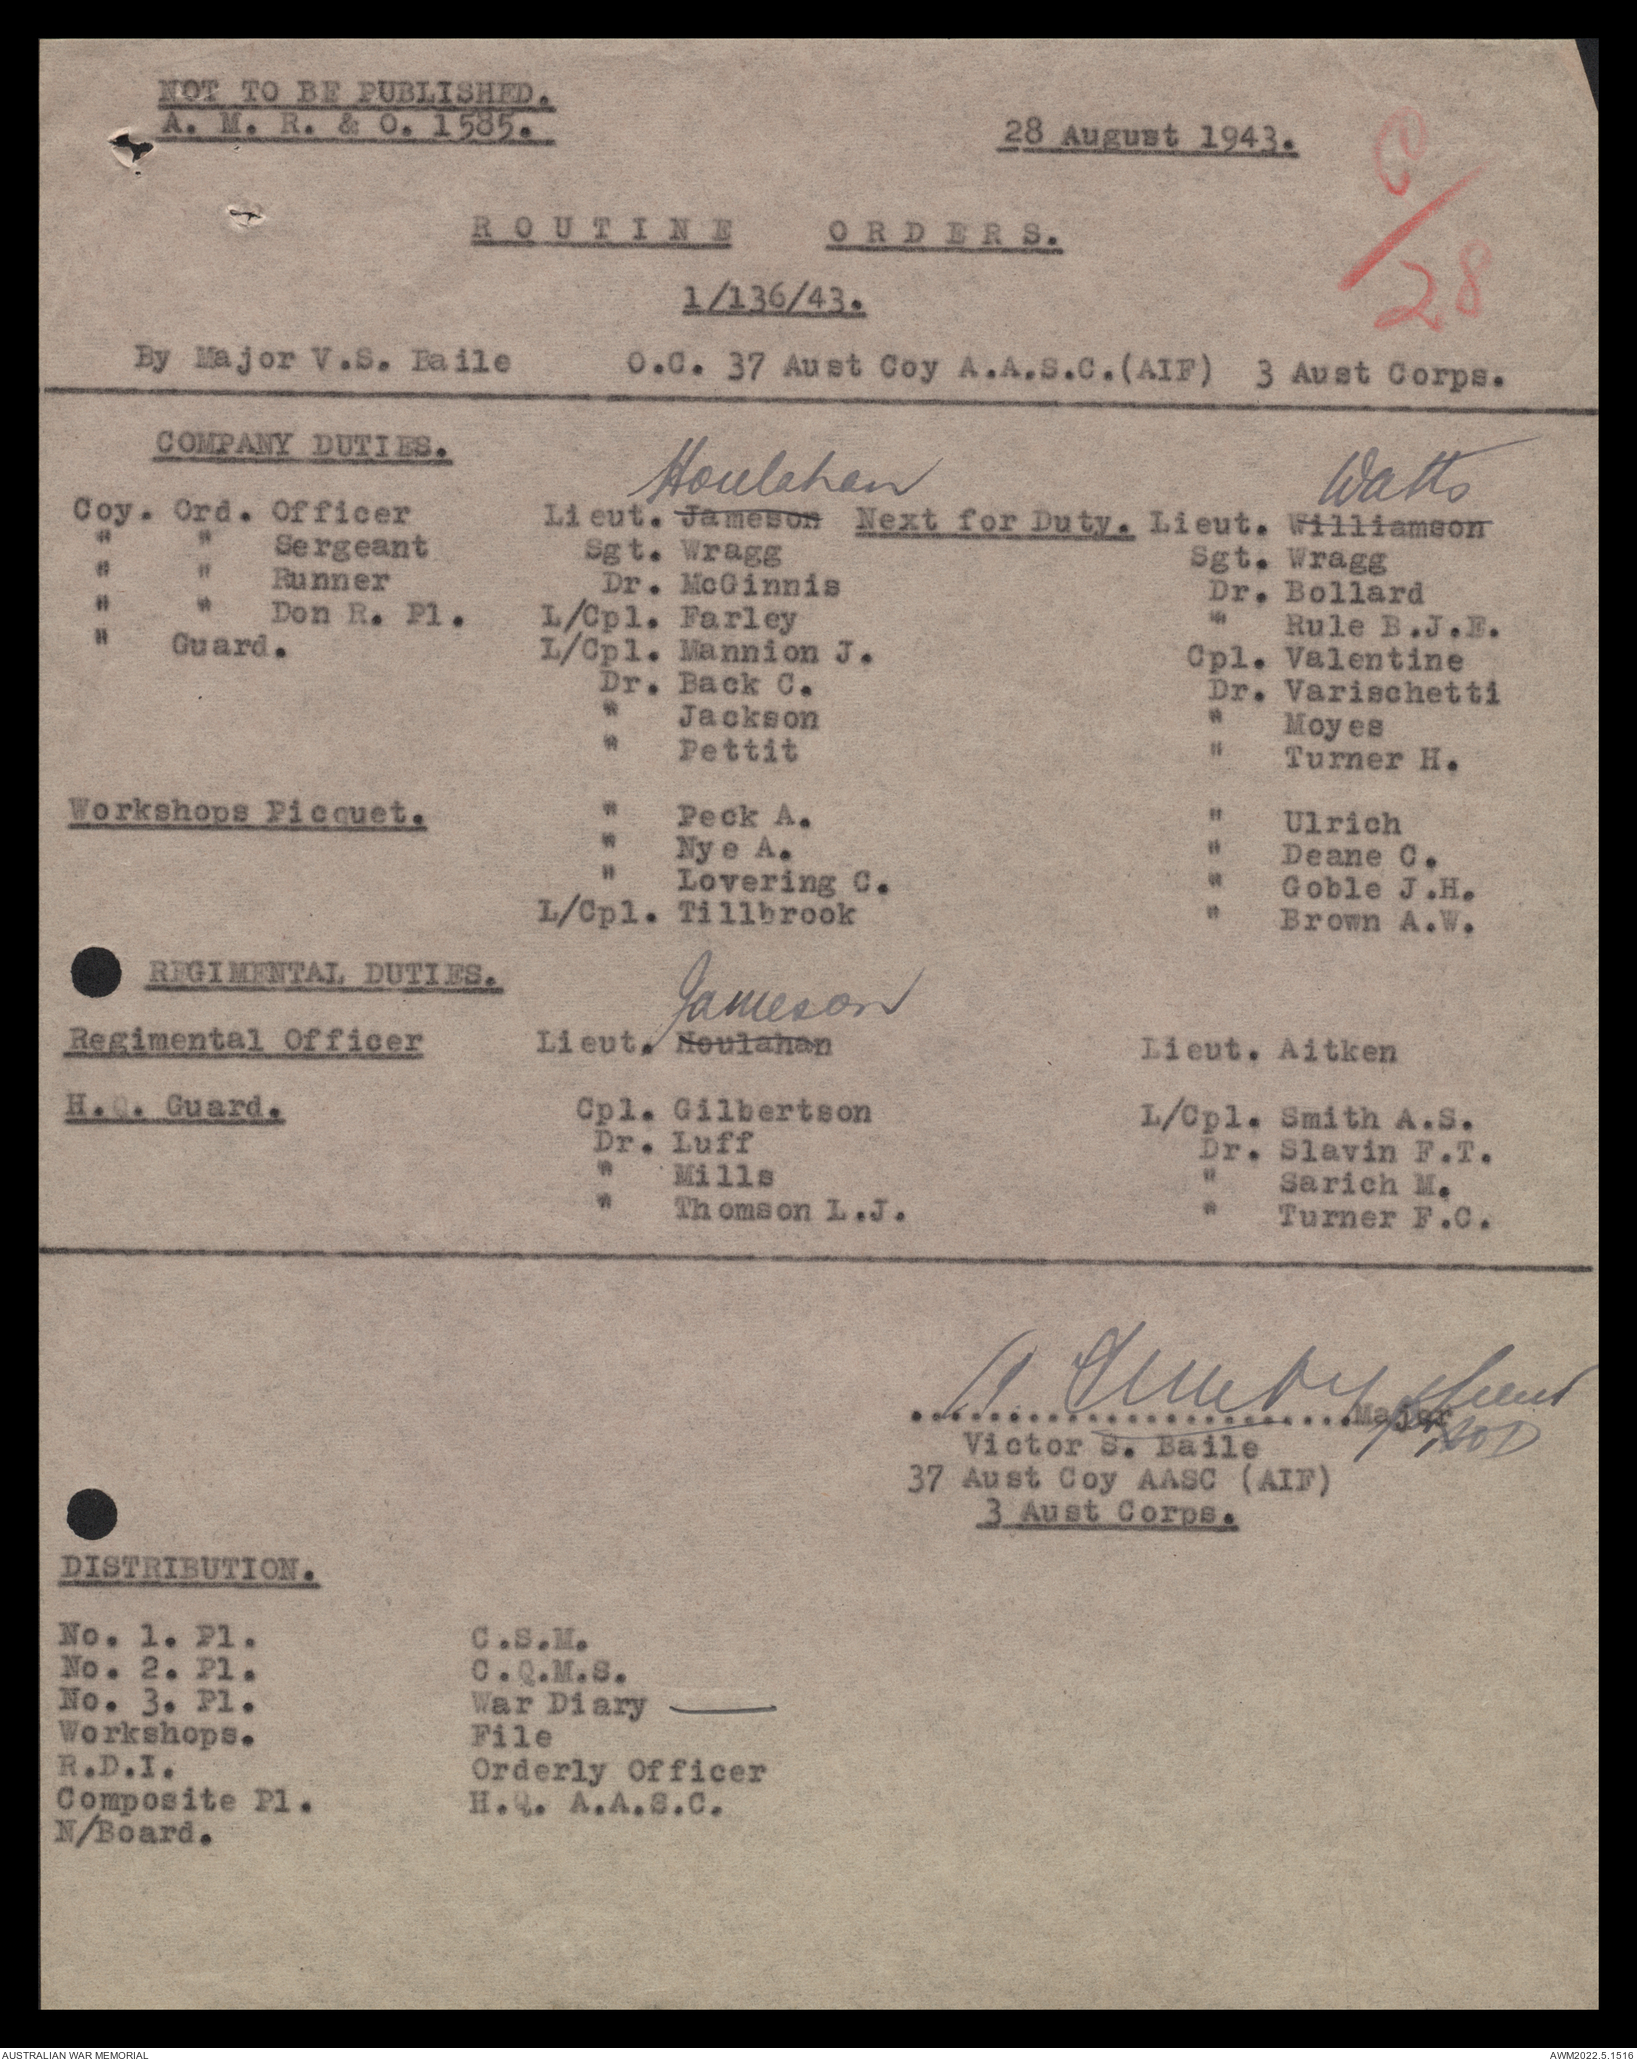 NOT TO BE PUBLISHED.
A. M. R. & O. 1585.
28 August 1943.
C/28
ROUTINE ORDERS.
1/136/43.
By Major V.S. Baile O.C. 37 Aust Coy A.A.S.C.(AIF) 3 Aust Corps.
COMPANY DUTIES.
Houlahan Watts
Coy. Ord. Officer Lieut. Jameson Next for Duty. Lieut. Williamson
" " Sergeant Sgt. Wragg Sgt. Wragg
" " Runner Dr. McGinnis Dr. Bollard
" " Don R. Pl. L/Cpl. Farley " Rule B.J.E.
" Guard. L/Cpl. Mannion J. Cpl. Valentine
Dr. Back C. Dr. Varischetti
" Jackson " Moyes
" Pettit " Turner H.
Workshops Picquet. " Peck A. " Ulrich
" Nye A. " Deane C.
" Lovering C. " Goble J.H.
L/Cpl. Tillbrook " Brown A.W.
REGIMENTAL DUTIES.
Jameson
Regimental Officer Lieut. Houlahan Lieut. Aitken
H.Q. Guard. Cpl. Gilbertson L/Cpl. Smith A.S.
Dr. Luff Dr. Slavin F.T.
" Mills " Sarich M.
" Thomson L.J. " Turner F.C.
Lieut
........................Major
Victor S. Baile
37 Aust Coy AASC (AIF)
3 Aust Corps.
DISTRIBUTION.
No. 1. Pl. C.S.M.
No. 2. Pl. C.Q.M.S.
No. 3. Pl. War Diary
Workshops. File
R.D.I. Orderly Officer
Composite Pl. H.Q. A.A.S.C.
N/Board.
AUSTRALIAN WAR MEMORIAL AWM2022.5.1516